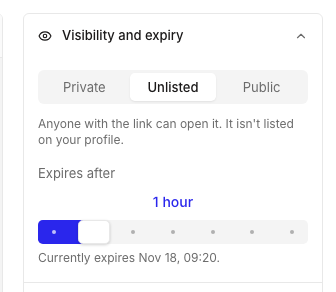 Visibility and expiry
Private Unlisted Public
Anyone with the link can open it. It isn't listed
on your profile.
Expires after
1 hour
Currently expires Nov 18, 09:20.